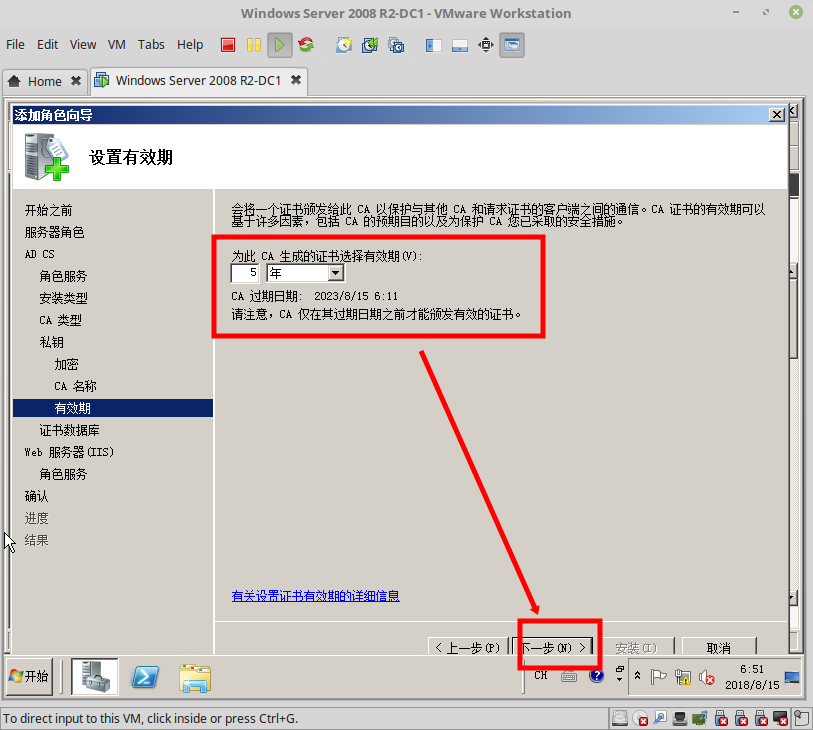 Windows Server 2008 R2-DC1 - VMware Workstation
File Edit View VM Tabs Help
Home Windows Server 2008 R2-DC1
添加角色向导
设置有效期
开始之前
服务器角色
AD CS
角色服务
安装类型
CA 类型
私钥
加密
CA 名称
有效期
证书数据库
Web 服务器(IIS)
角色服务
确认
进度
结果
会将一个证书颁发给此 CA 以保护与其他 CA 和请求证书的客户端之间的通信。CA 证书的有效期可以
基于许多因素，包括 CA 的预期目的以及为保护 CA 您已采取的安全措施。
为此 CA 生成的证书选择有效期(V):
5 年
CA 过期日期: 2023/8/15 6:11
请注意，CA 仅在其过期日期之前才能颁发有效的证书。
有关设置证书有效期的详细信息
< 上一步(P) 下一步(N) > 安装(I) 取消
开始
CH
6:51
2018/8/15
To direct input to this VM, click inside or press Ctrl+G.